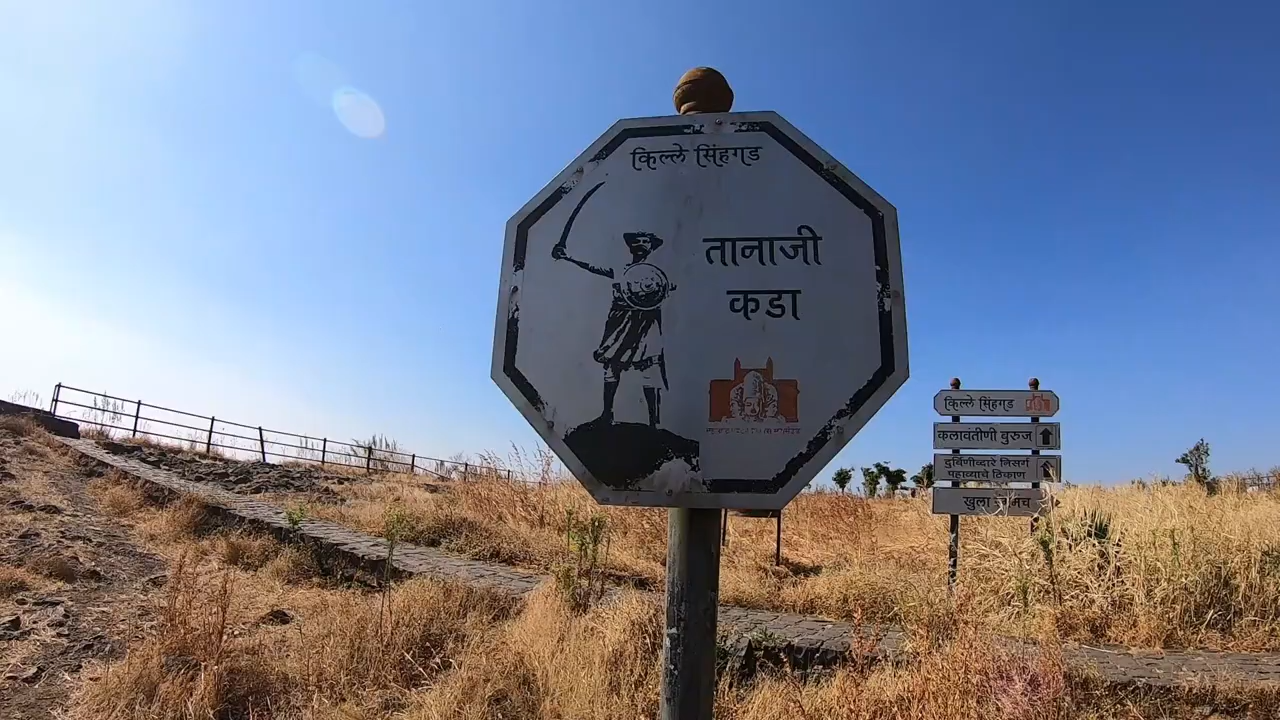 किल्ले सिंहगड
तानाजी
कडा
किल्ले सिंहगड
कलावंतीणी बुरुज
दुर्बिणीव्दारे निसर्ग
पहाव्याचे ठिकाण
खुला